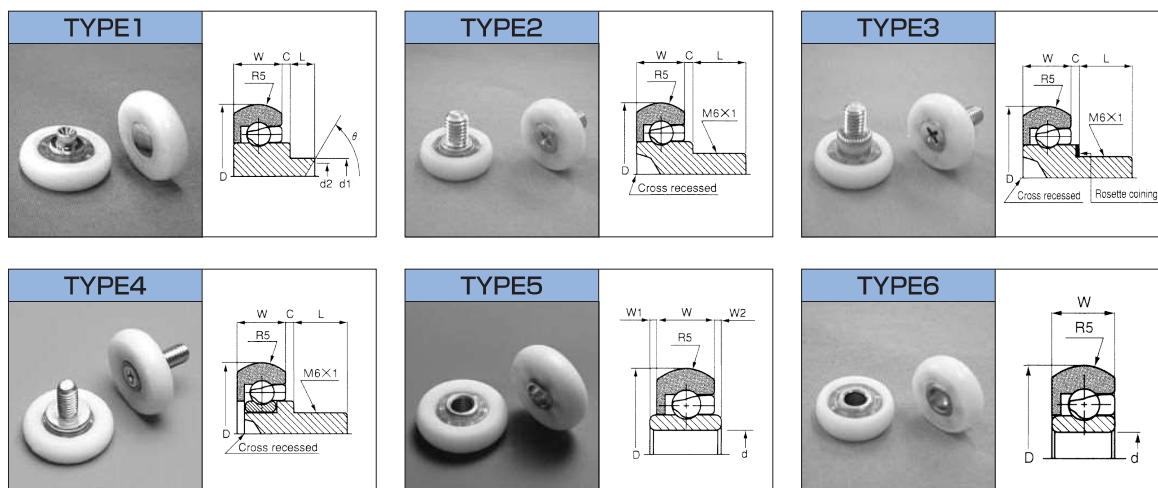 TYPE1
W C L
R5
θ
D
d2 d1
TYPE2
W C L
R5
M6×1
D
Cross recessed
TYPE3
W C L
R5
M6×1
D
Cross recessed
Rosette coining
TYPE4
W C L
R5
M6×1
D
Cross recessed
TYPE5
W1 W W2
R5
D
d
TYPE6
W
R5
D
d